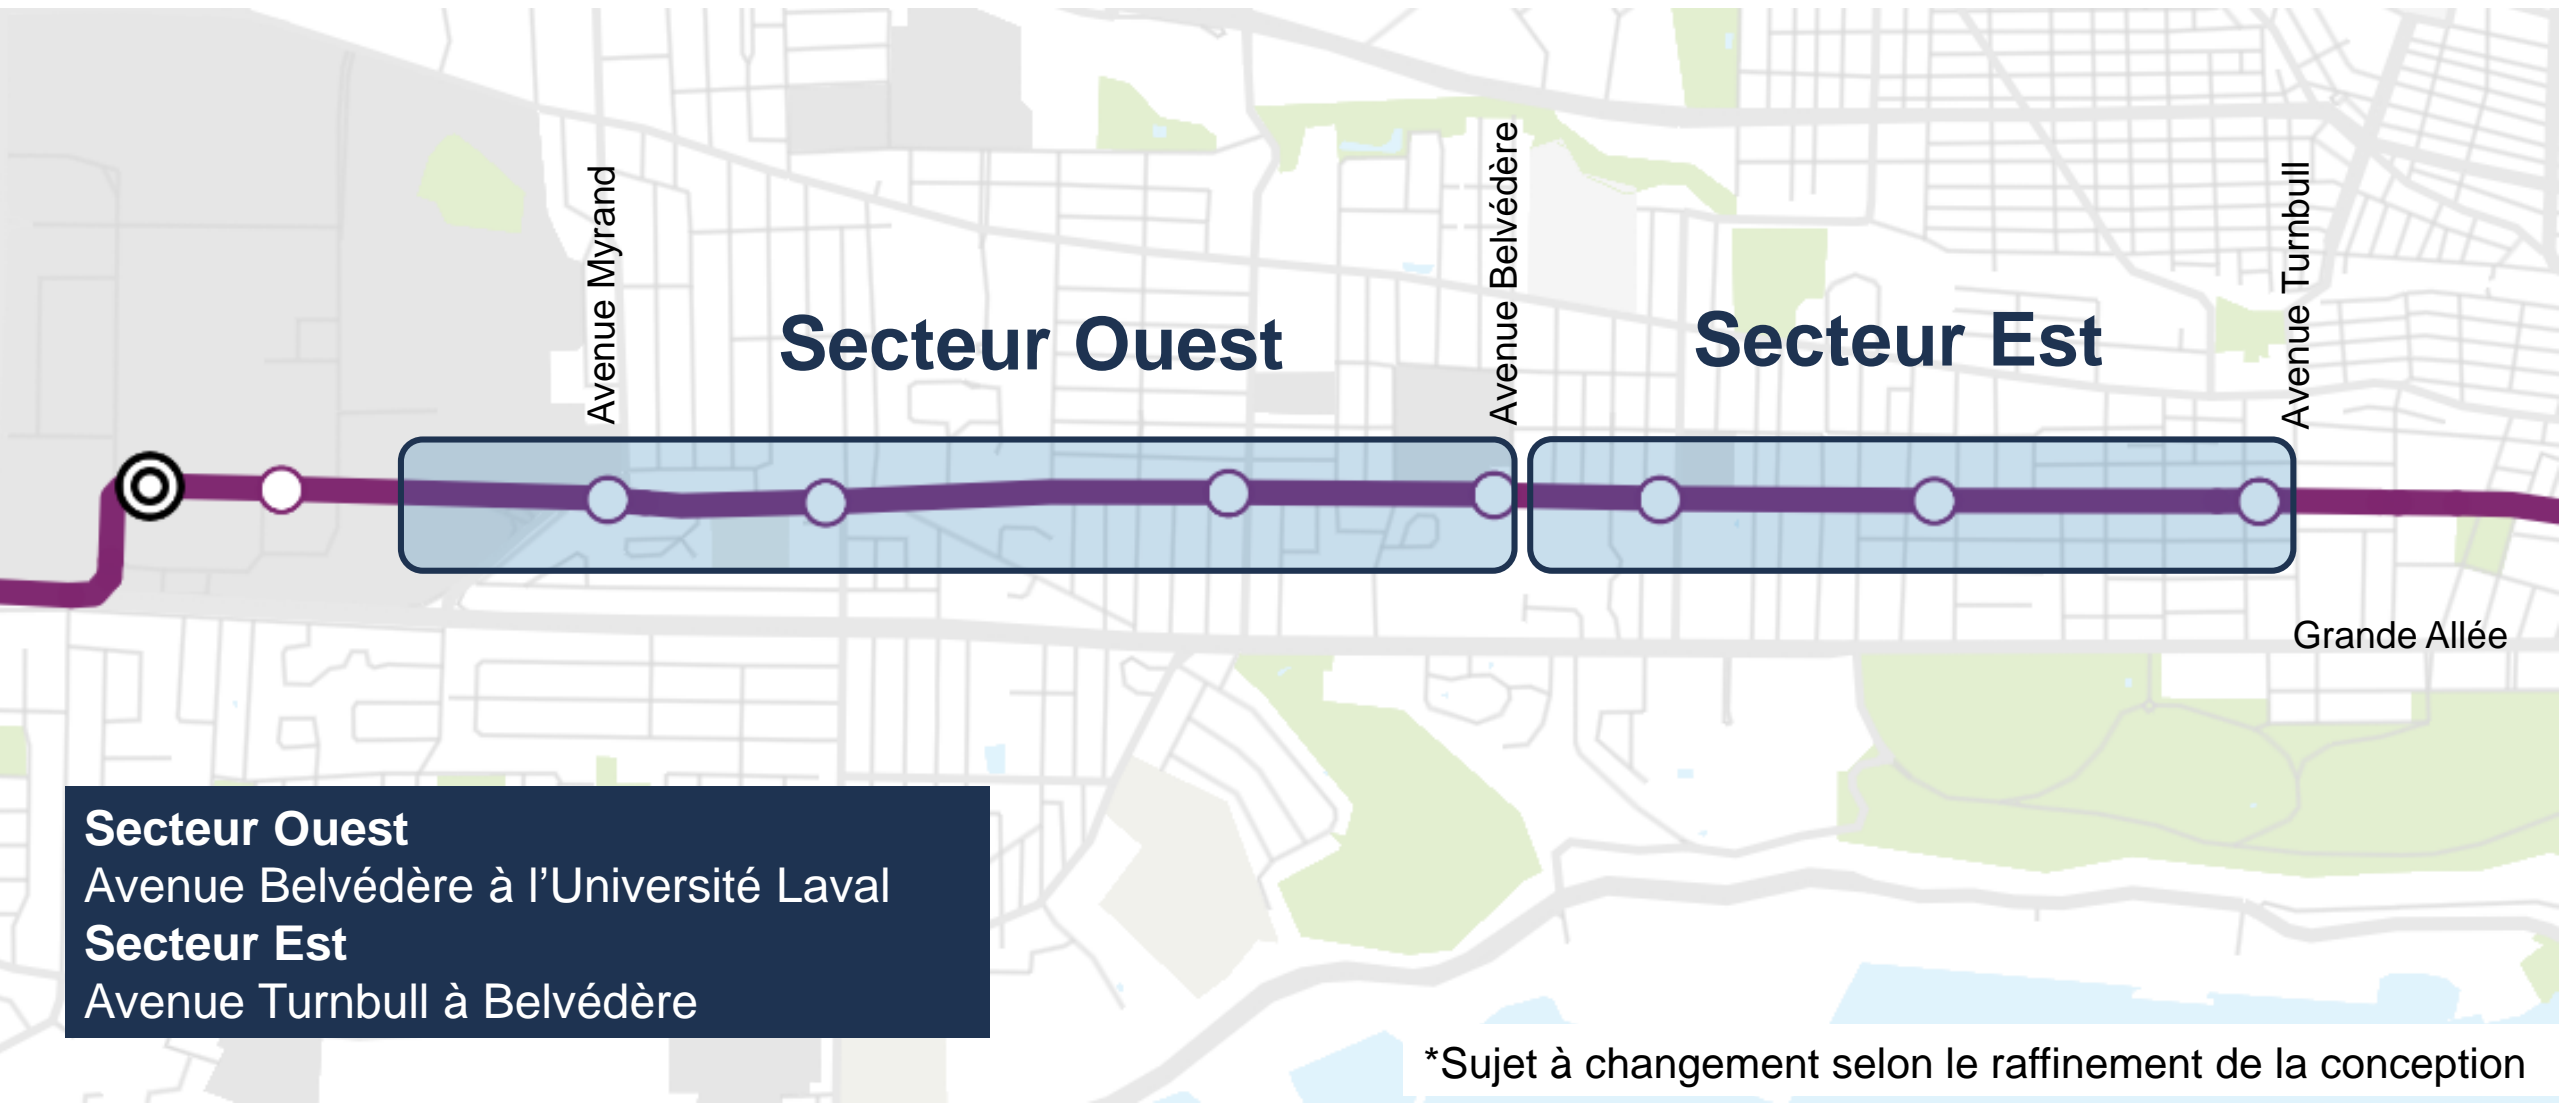 Avenue Myrand
Avenue Belvédère
Avenue Turnbull
Secteur Ouest
Secteur Est
Grande Allée
Secteur Ouest
Avenue Belvédère à l’Université Laval
Secteur Est
Avenue Turnbull à Belvédère
*Sujet à changement selon le raffinement de la conception